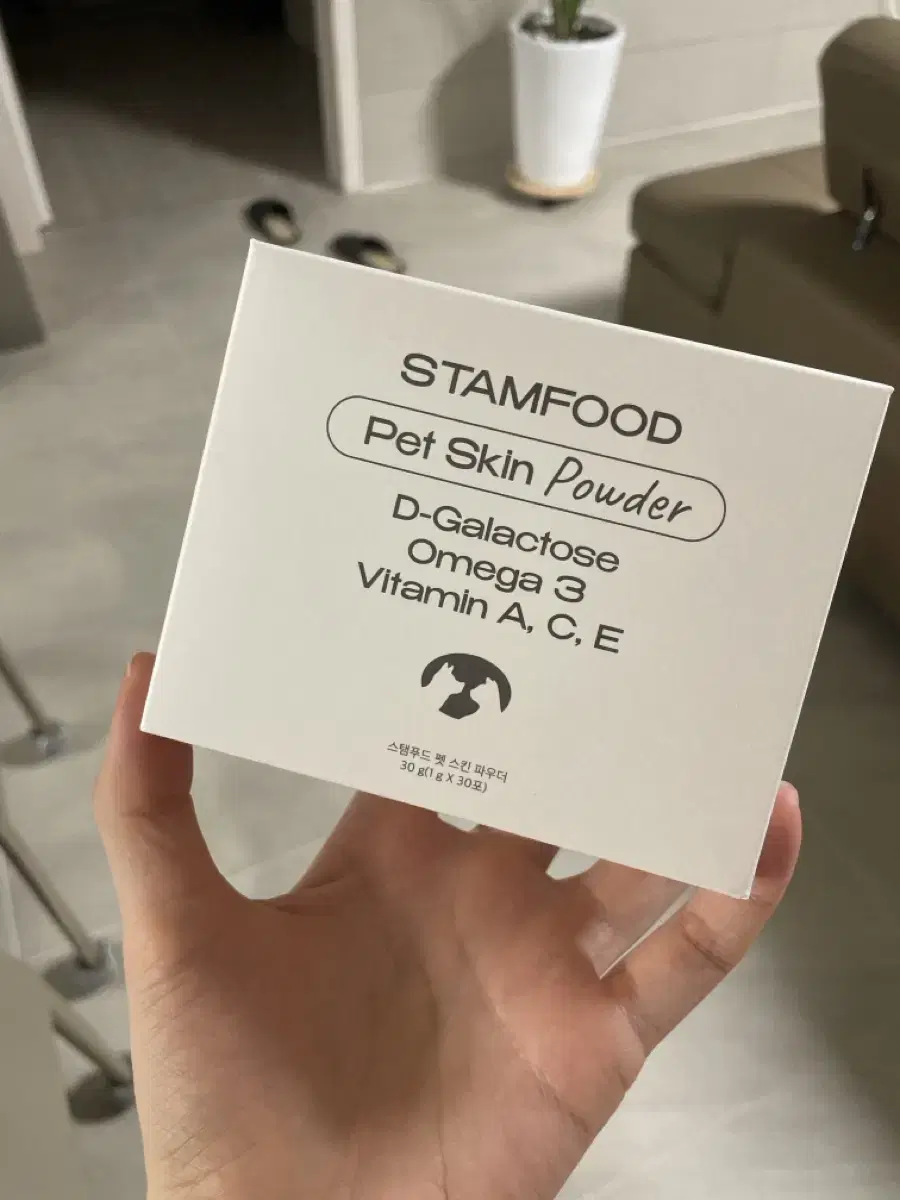 STAMFOOD
Pet Skin Powder
D-Galactose
Omega 3
Vitamin A, C, E
스탬푸드 펫 스킨 파우더
30 g(1 g X 30포)